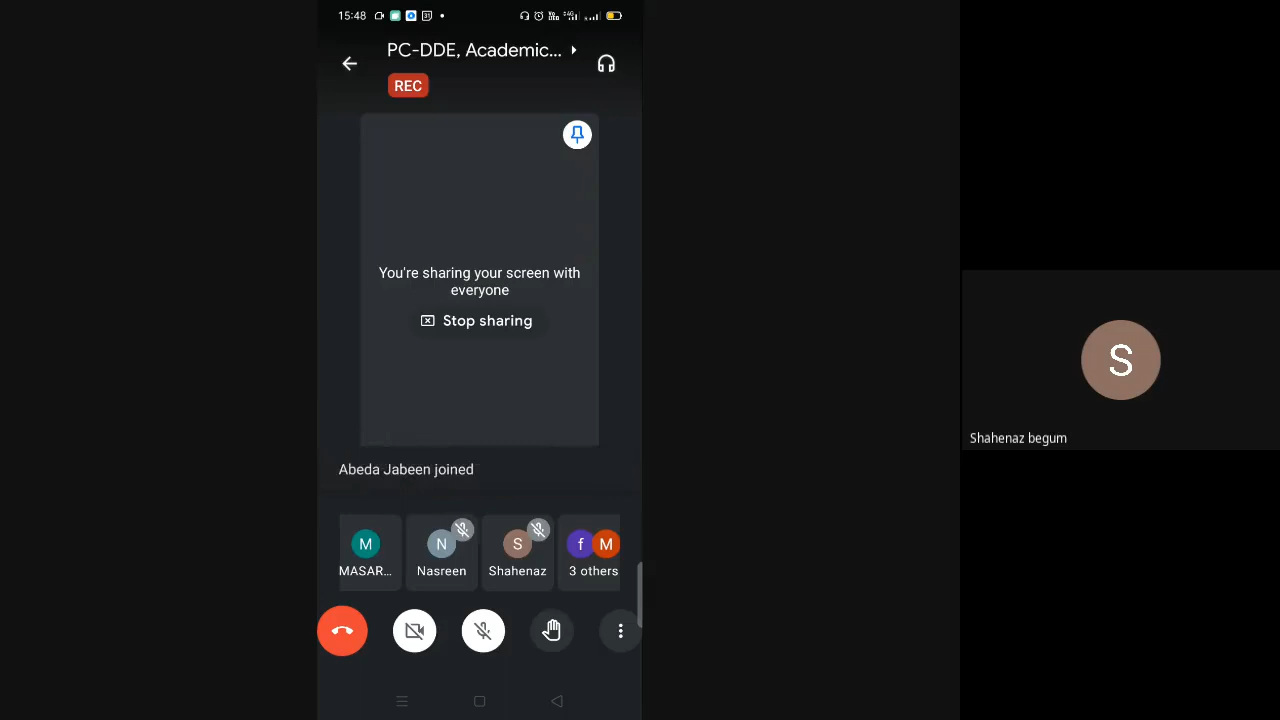 15:48
31
PC-DDE, Academic...
REC
You're sharing your screen with
everyone
Stop sharing
S
Shahenaz begum
Abeda Jabeen joined
M
N
S
f
M
MASAR...
Nasreen
Shahenaz
3 others